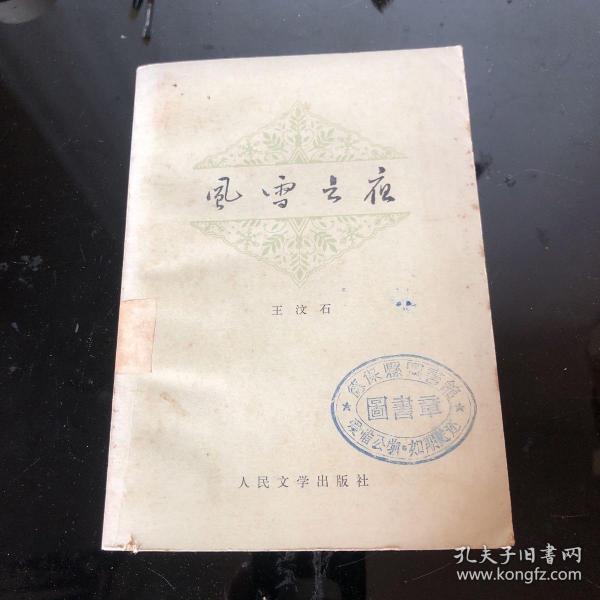 風雪之夜
王汶石
圖書章
人民文学出版社
孔夫子旧书网
www.kongfz.com